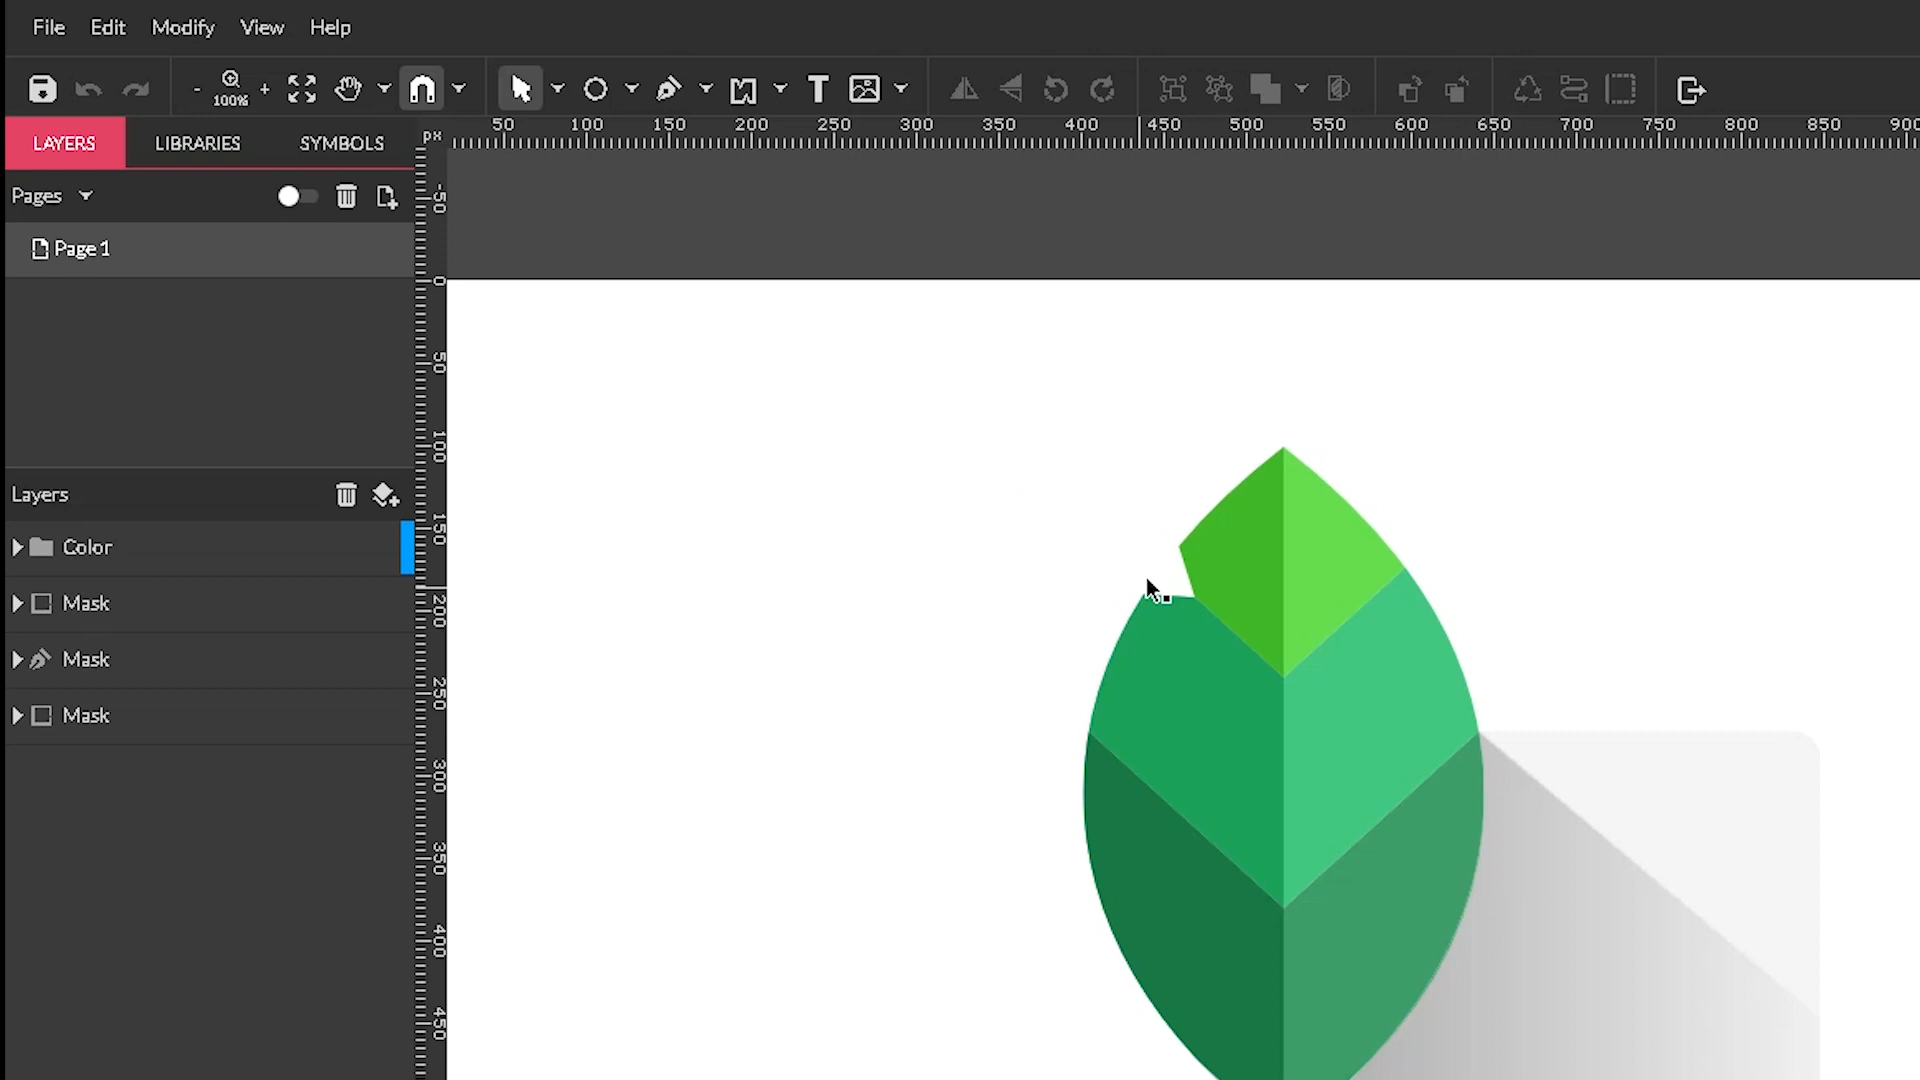 File Edit Modify View Help
- 100% +
T
LAYERS LIBRARIES SYMBOLS
px 50 100 150 200 250 300 350 400 450 500 550 600 650 700 750 800 850 900
Pages
Page 1
Layers
Color
Mask
Mask
Mask
-50
0
50
100
150
200
250
300
350
400
450